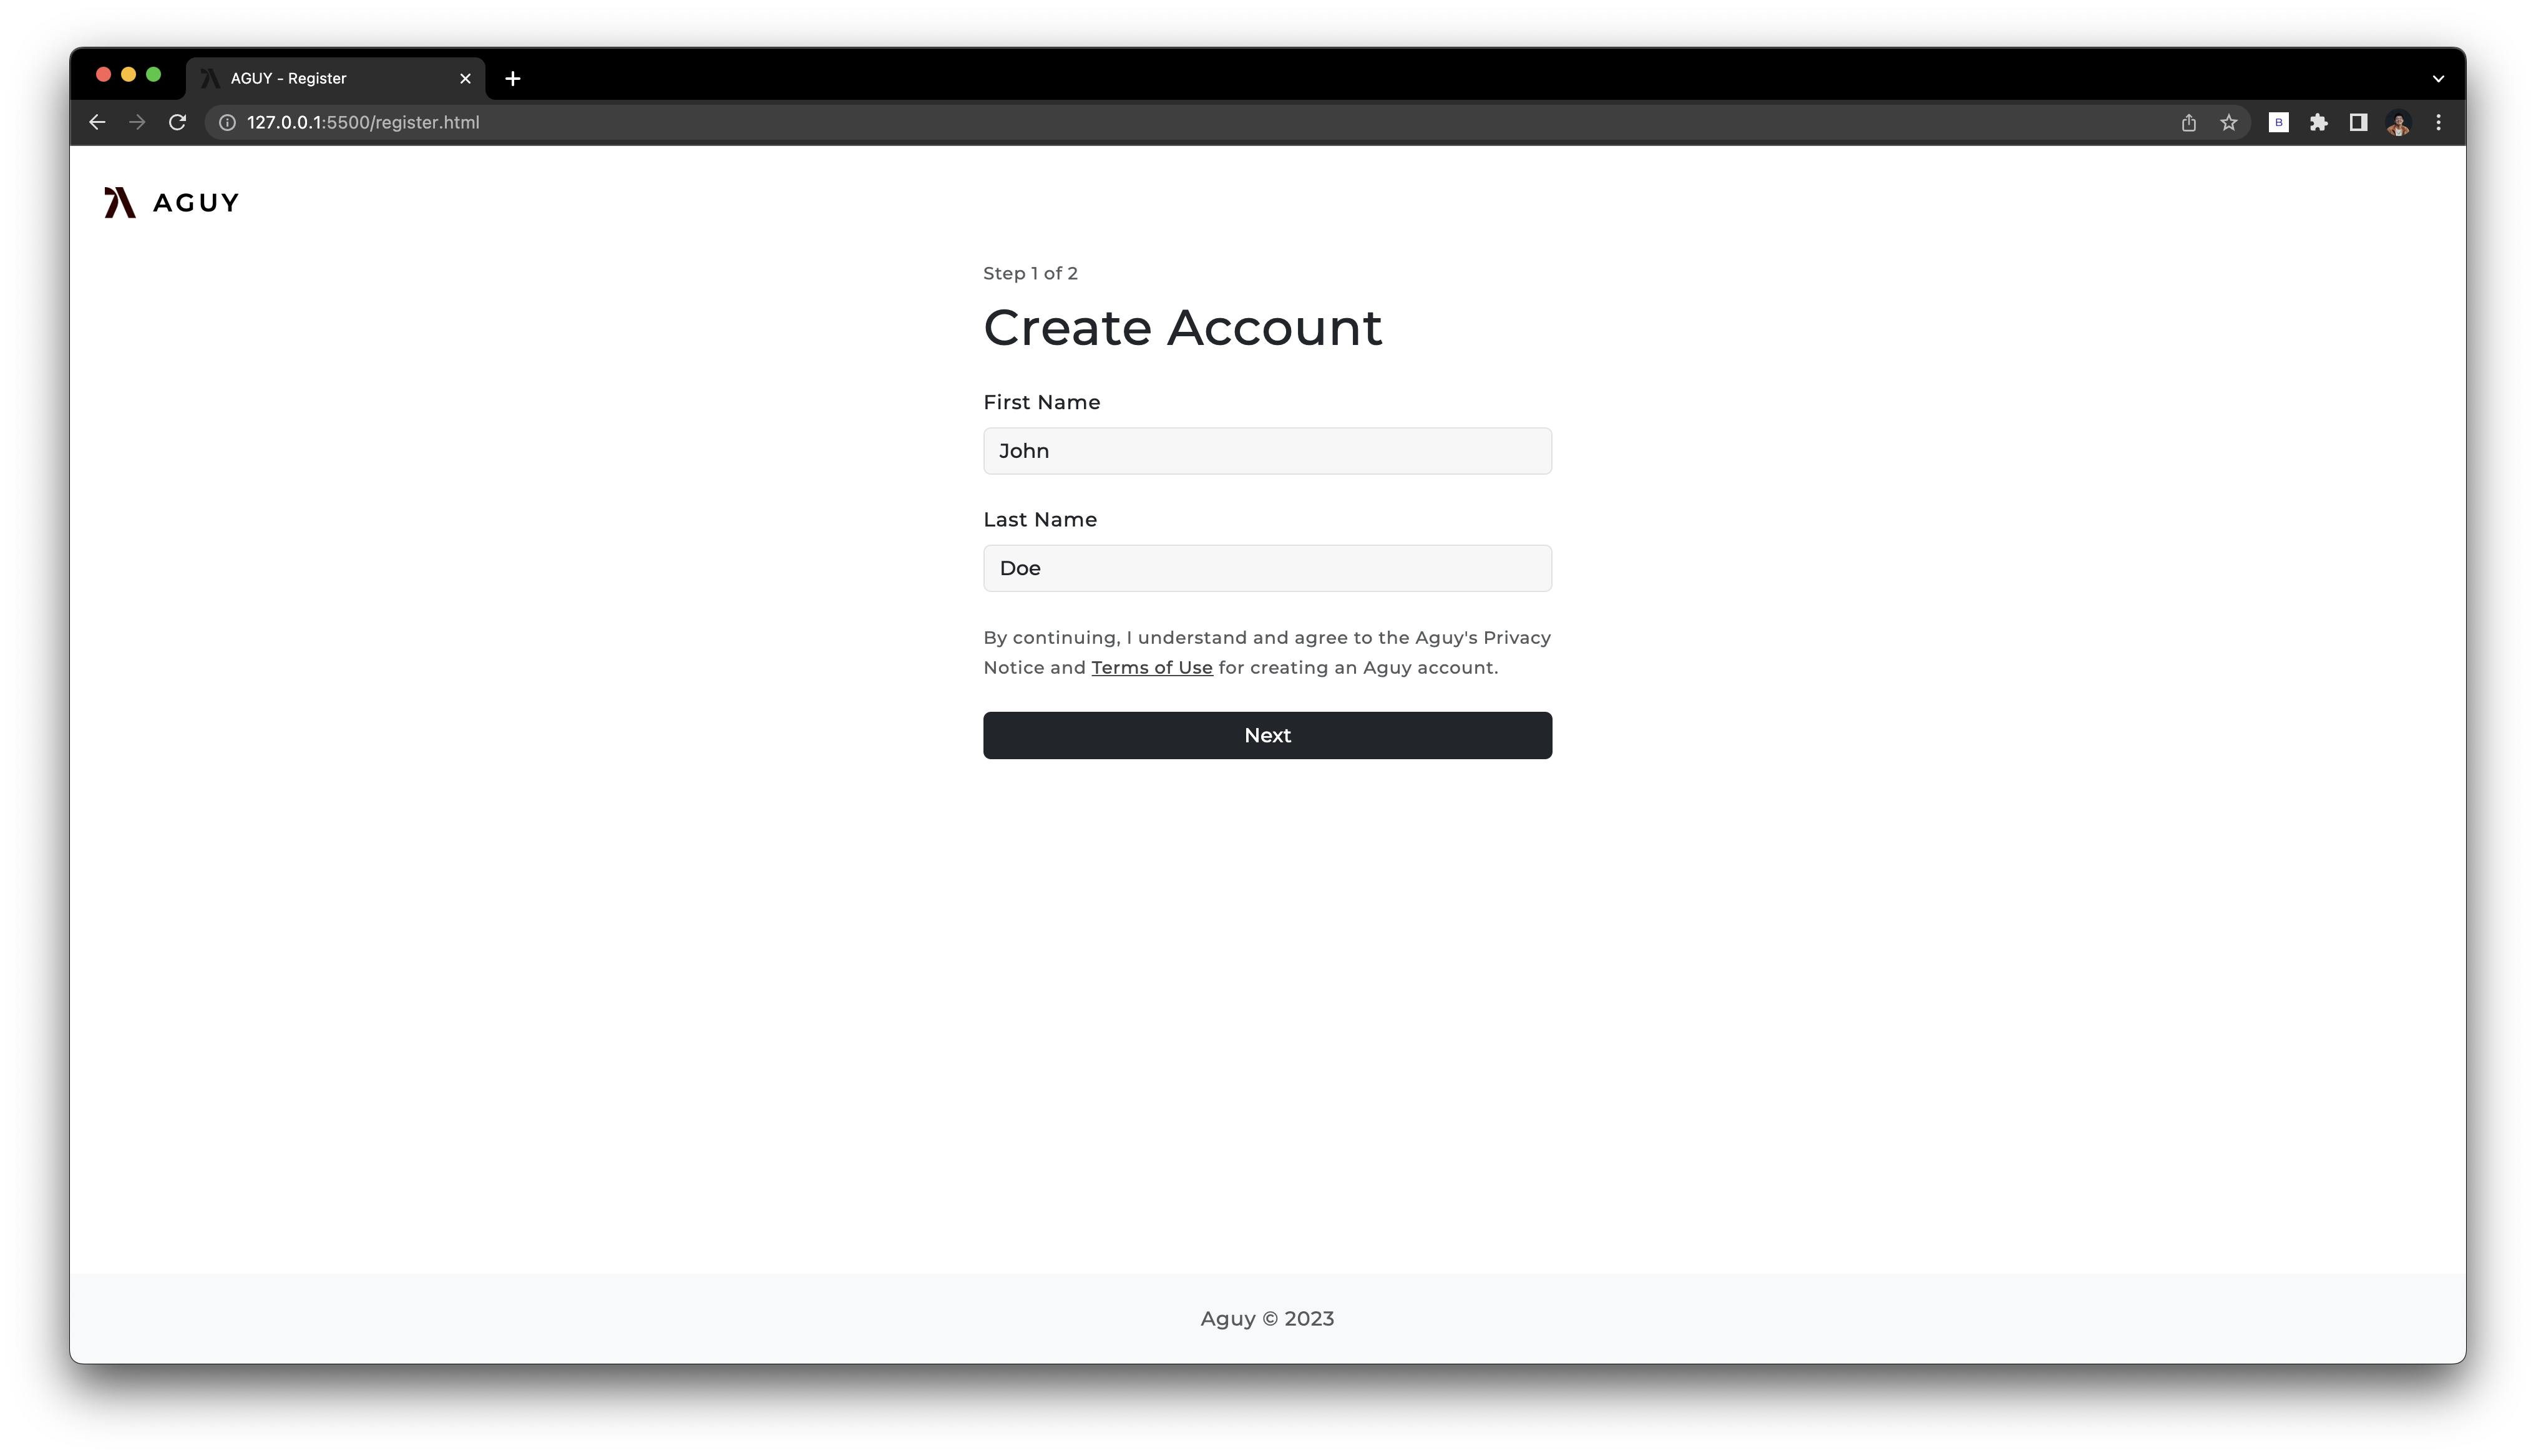 AGUY - Register
127.0.0.1:5500/register.html
B
AGUY
Step 1 of 2
Create Account
First Name
John
Last Name
Doe
By continuing, I understand and agree to the Aguy's Privacy
Notice and Terms of Use for creating an Aguy account.
Next
Aguy © 2023